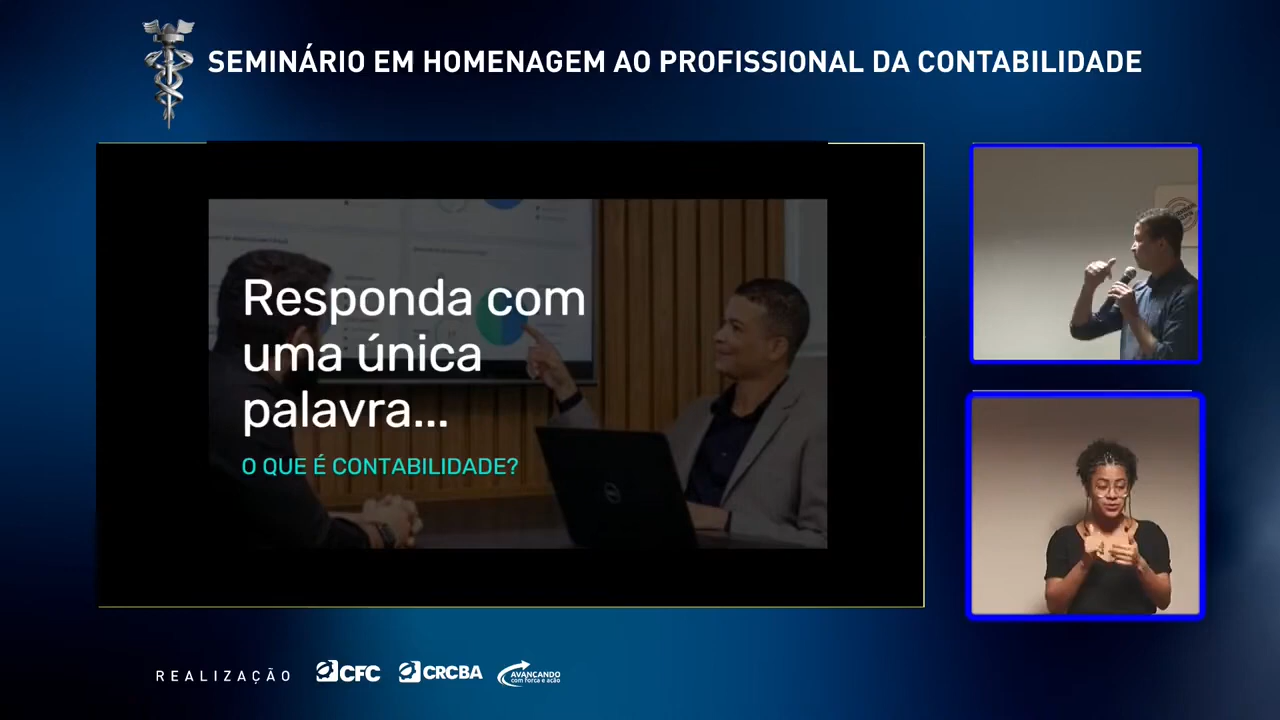 SEMINÁRIO EM HOMENAGEM AO PROFISSIONAL DA CONTABILIDADE
Responda com
uma única
palavra...
O QUE É CONTABILIDADE?
REALIZAÇÃO
CFC
CRCBA
AVANÇANDO
com força e ação